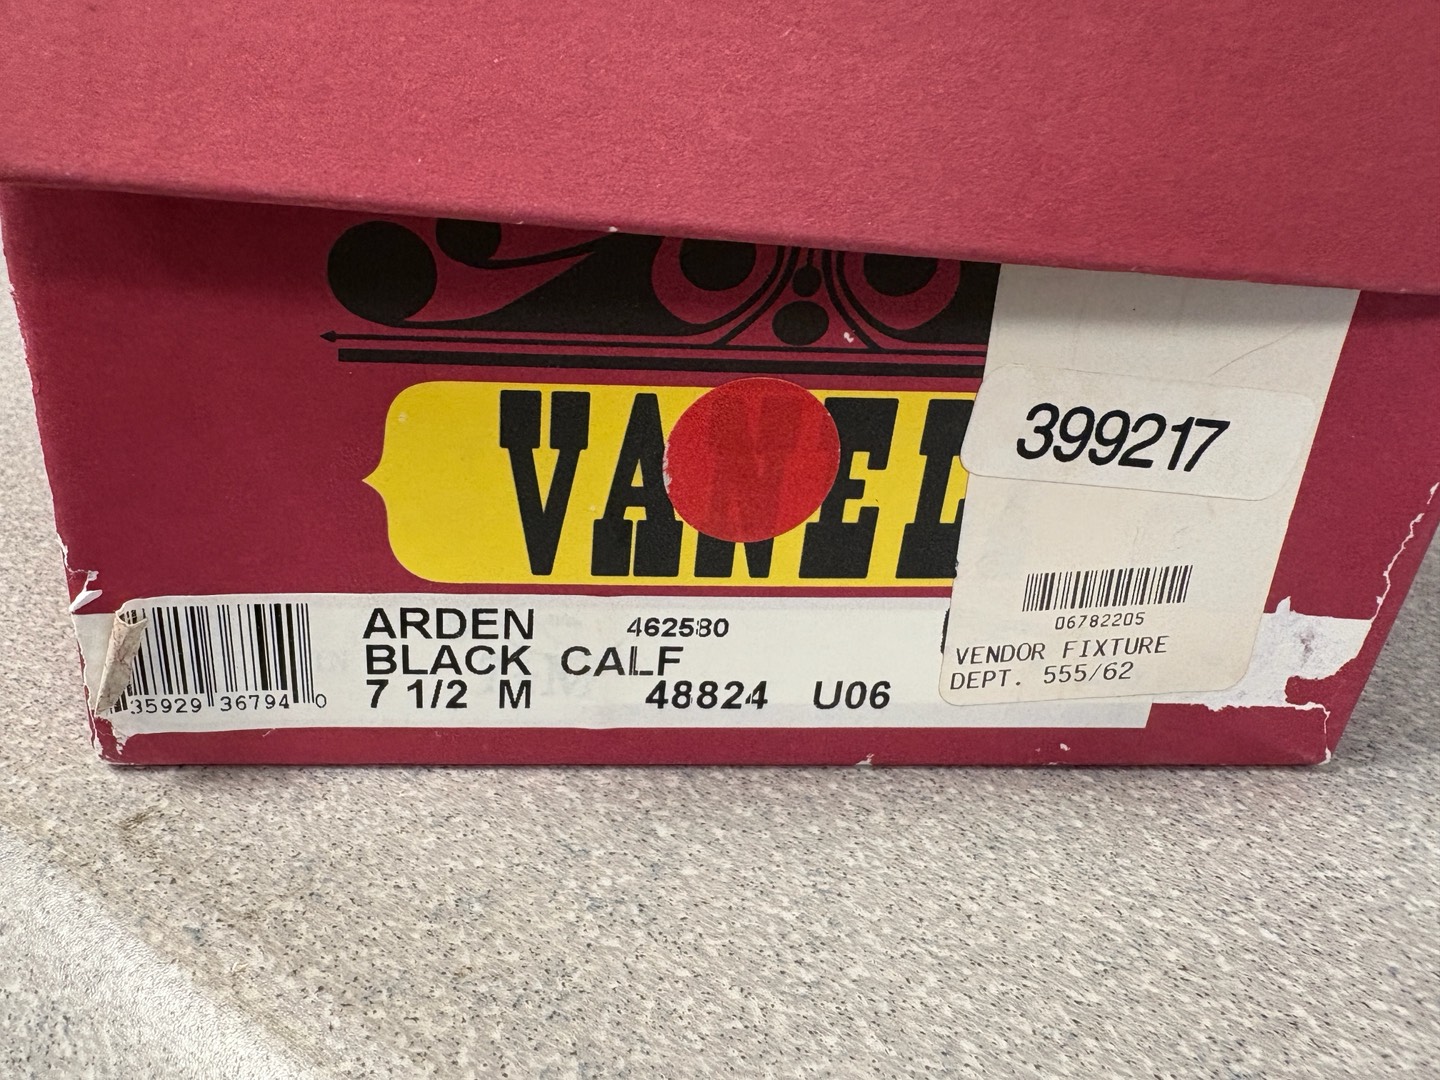 VANEL
399217
06782205
VENDOR FIXTURE
DEPT. 555/62
ARDEN 462580
BLACK CALF
7 1/2 M 48824 U06
35929 36794 0